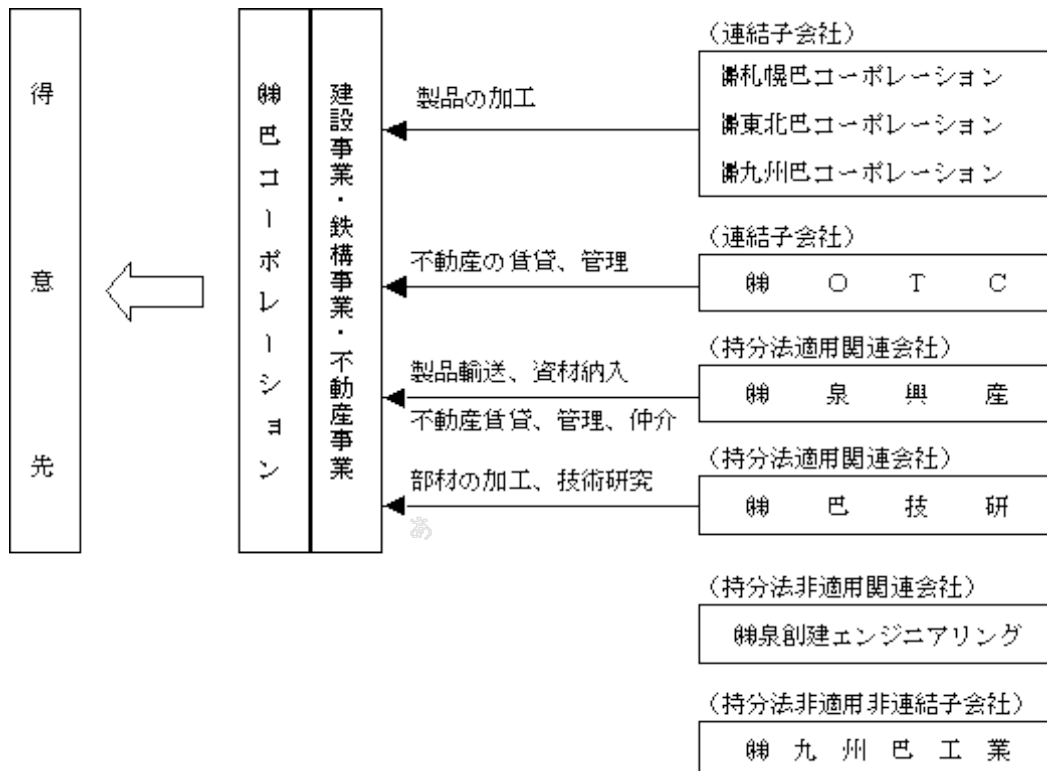 得意先
㈱巴コーポレーション
建設事業・鉄構事業・不動産事業
製品の加工
(連結子会社)
㈱札幌巴コーポレーション
㈱東北巴コーポレーション
㈱九州巴コーポレーション
不動産の賃貸、管理
(連結子会社)
㈱OTC
製品輸送、資材納入
不動産賃貸、管理、仲介
(持分法適用関連会社)
㈱泉興産
部材の加工、技術研究
あ
(持分法適用関連会社)
㈱巴技研
(持分法非適用関連会社)
㈱泉創建エンジニアリング
(持分法非適用非連結子会社)
㈱九州巴工業